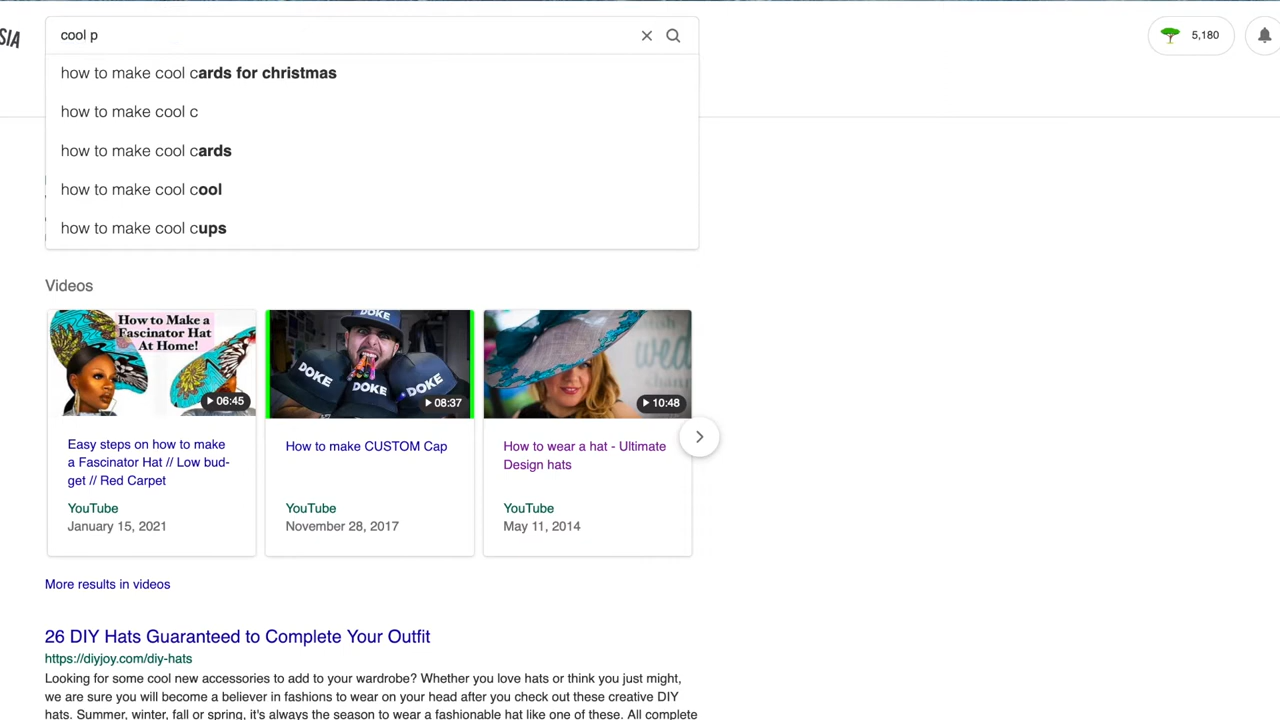 SIA
cool p
5,180
how to make cool cards for christmas
how to make cool c
how to make cool cards
how to make cool cool
how to make cool cups
Videos
How to Make a
Fascinator Hat
At Home!
06:45
Easy steps on how to make
a Fascinator Hat // Low bud-
get // Red Carpet
YouTube
January 15, 2021
DOKE
DOKE
DOKE
DOKE
08:37
How to make CUSTOM Cap
YouTube
November 28, 2017
wed
10:48
How to wear a hat - Ultimate
Design hats
YouTube
May 11, 2014
More results in videos
26 DIY Hats Guaranteed to Complete Your Outfit
https://diyjoy.com/diy-hats
Looking for some cool new accessories to add to your wardrobe? Whether you love hats or think you just might,
we are sure you will become a believer in fashions to wear on your head after you check out these creative DIY
hats. Summer, winter, fall or spring, it's always the season to wear a fashionable hat like one of these. All complete